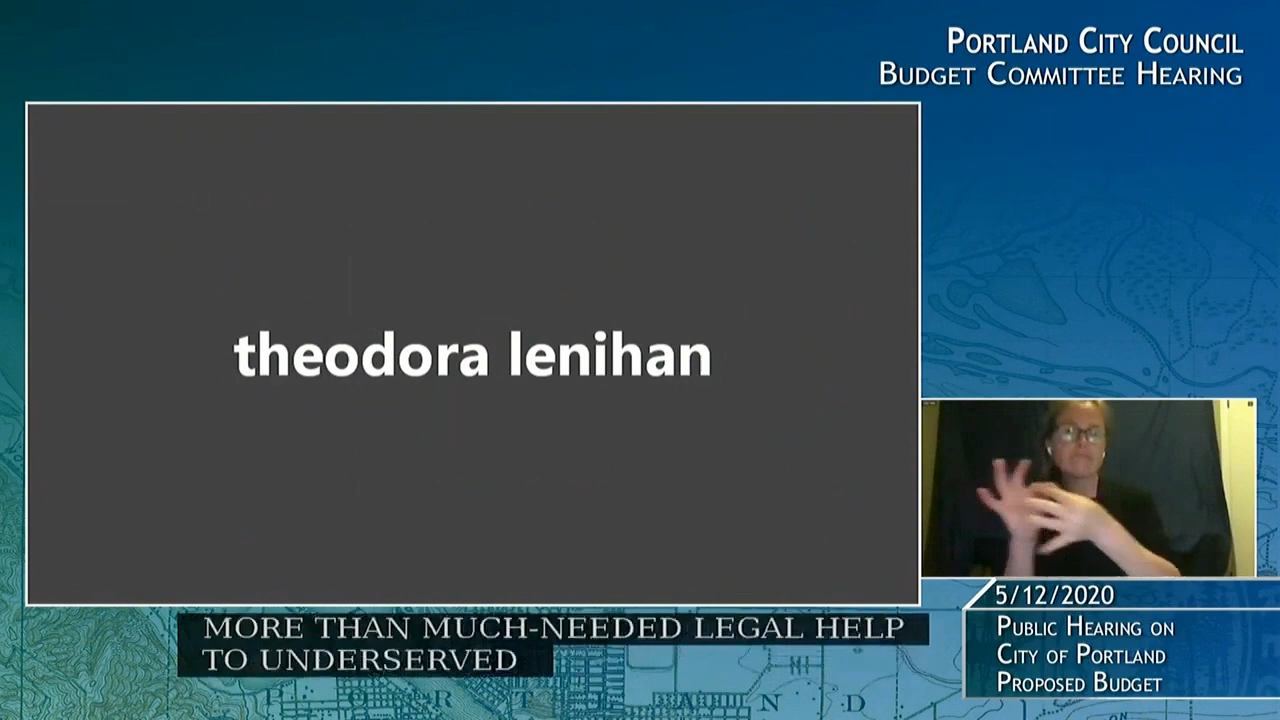 PORTLAND CITY COUNCIL
BUDGET COMMITTEE HEARING
theodora lenihan
5/12/2020
PUBLIC HEARING ON
CITY OF PORTLAND
PROPOSED BUDGET
MORE THAN MUCH-NEEDED LEGAL HELP
TO UNDERSERVED
P O R T L A N D